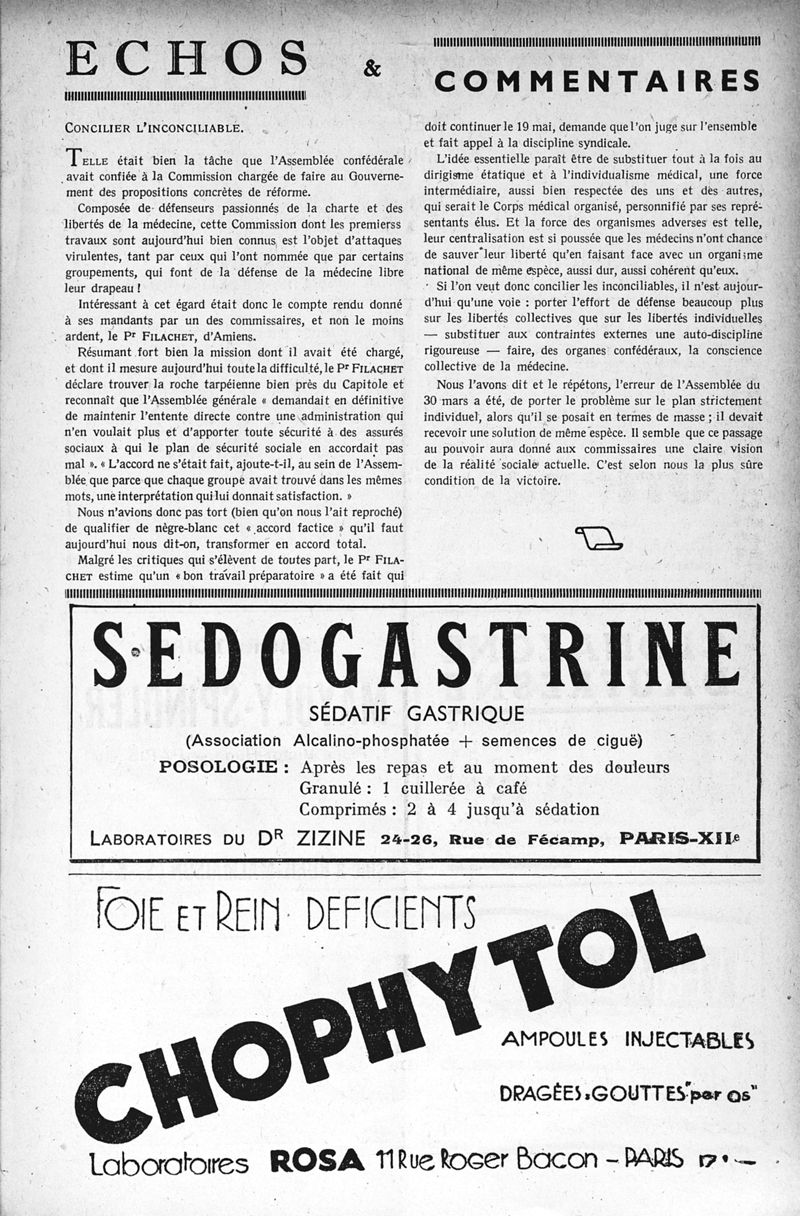 ECHOS & COMMENTAIRES
CONCILIER L'INCONCILIABLE.
TELLE était bien la tâche que l'Assemblée confédérale
avait confiée à la Commission chargée de faire au Gouverne-
ment des propositions concrètes de réforme.
Composée de défenseurs passionnés de la charte et des
libertés de la médecine, cette Commission dont les premierss
travaux sont aujourd'hui bien connus est l'objet d'attaques
virulentes, tant par ceux qui l'ont nommée que par certains
groupements, qui font de la défense de la médecine libre
leur drapeau !
Intéressant à cet égard était donc le compte rendu donné
à ses mandants par un des commissaires, et non le moins
ardent, le Pr FILACHET, d'Amiens.
Résumant fort bien la mission dont il avait été chargé,
et dont il mesure aujourd'hui toute la difficulté, le Pr FILACHET
déclare trouver la roche tarpéienne bien près du Capitole et
reconnaît que l'Assemblée générale « demandait en définitive
de maintenir l'entente directe contre une administration qui
n'en voulait plus et d'apporter toute sécurité à des assurés
sociaux à qui le plan de sécurité sociale en accordait pas
mal ». « L'accord ne s'était fait, ajoute-t-il, au sein de l'Assem-
blée que parce que chaque groupe avait trouvé dans les mêmes
mots, une interprétation qui lui donnait satisfaction. »
Nous n'avions donc pas tort (bien qu'on nous l'ait reproché)
de qualifier de nègre-blanc cet « accord factice » qu'il faut
aujourd'hui nous dit-on, transformer en accord total.
Malgré les critiques qui s'élèvent de toutes part, le Pr FILA-
CHET estime qu'un « bon travail préparatoire » a été fait qui
doit continuer le 19 mai, demande que l'on juge sur l'ensemble
et fait appel à la discipline syndicale.
L'idée essentielle paraît être de substituer tout à la fois au
dirigisme étatique et à l'individualisme médical, une force
intermédiaire, aussi bien respectée des uns et des autres,
qui serait le Corps médical organisé, personnifié par ses repré-
sentants élus. Et la force des organismes adverses est telle,
leur centralisation est si poussée que les médecins n'ont chance
de sauver leur liberté qu'en faisant face avec un organisme
national de même espèce, aussi dur, aussi cohérent qu'eux.
Si l'on veut donc concilier les inconciliables, il n'est aujour-
d'hui qu'une voie : porter l'effort de défense beaucoup plus
sur les libertés collectives que sur les libertés individuelles
— substituer aux contraintes externes une auto-discipline
rigoureuse — faire, des organes confédéraux, la conscience
collective de la médecine.
Nous l'avons dit et le répétons, l'erreur de l'Assemblée du
30 mars a été, de porter le problème sur le plan strictement
individuel, alors qu'il se posait en termes de masse ; il devait
recevoir une solution de même espèce. Il semble que ce passage
au pouvoir aura donné aux commissaires une claire vision
de la réalité sociale actuelle. C'est selon nous la plus sûre
condition de la victoire.
SEDOGASTRINE
SÉDATIF GASTRIQUE
(Association Alcalino-phosphatée + semences de ciguë)
POSOLOGIE : Après les repas et au moment des douleurs
Granulé : 1 cuillerée à café
Comprimés : 2 à 4 jusqu'à sédation
LABORATOIRES DU DR ZIZINE 24-26, Rue de Fécamp, PARIS-XIIe
FOIE ET REIN DEFICIENTS
CHOPHYTOL
AMPOULES INJECTABLES
DRAGÉES, GOUTTES "per os"
Laboratoires ROSA 11 Rue Roger Bacon – PARIS 17e